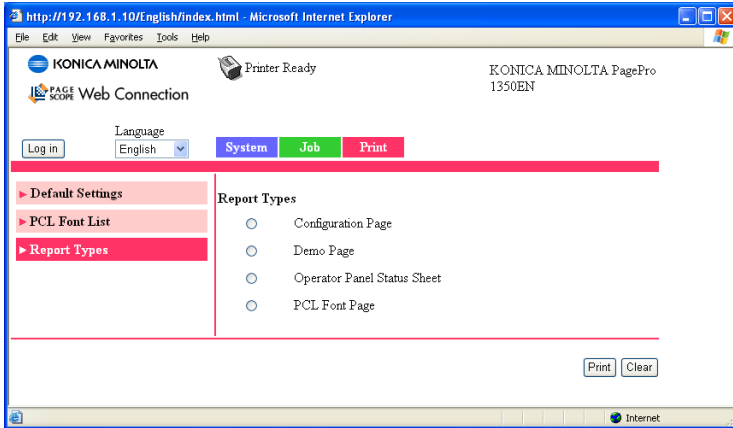 http://192.168.1.10/English/index.html - Microsoft Internet Explorer
File Edit View Favorites Tools Help
KONICA MINOLTA
PAGE SCOPE Web Connection
Printer Ready
KONICA MINOLTA PagePro
1350EN
Language
Log in
English
System Job Print
Default Settings
PCL Font List
Report Types
Report Types
Configuration Page
Demo Page
Operator Panel Status Sheet
PCL Font Page
Print Clear
Internet